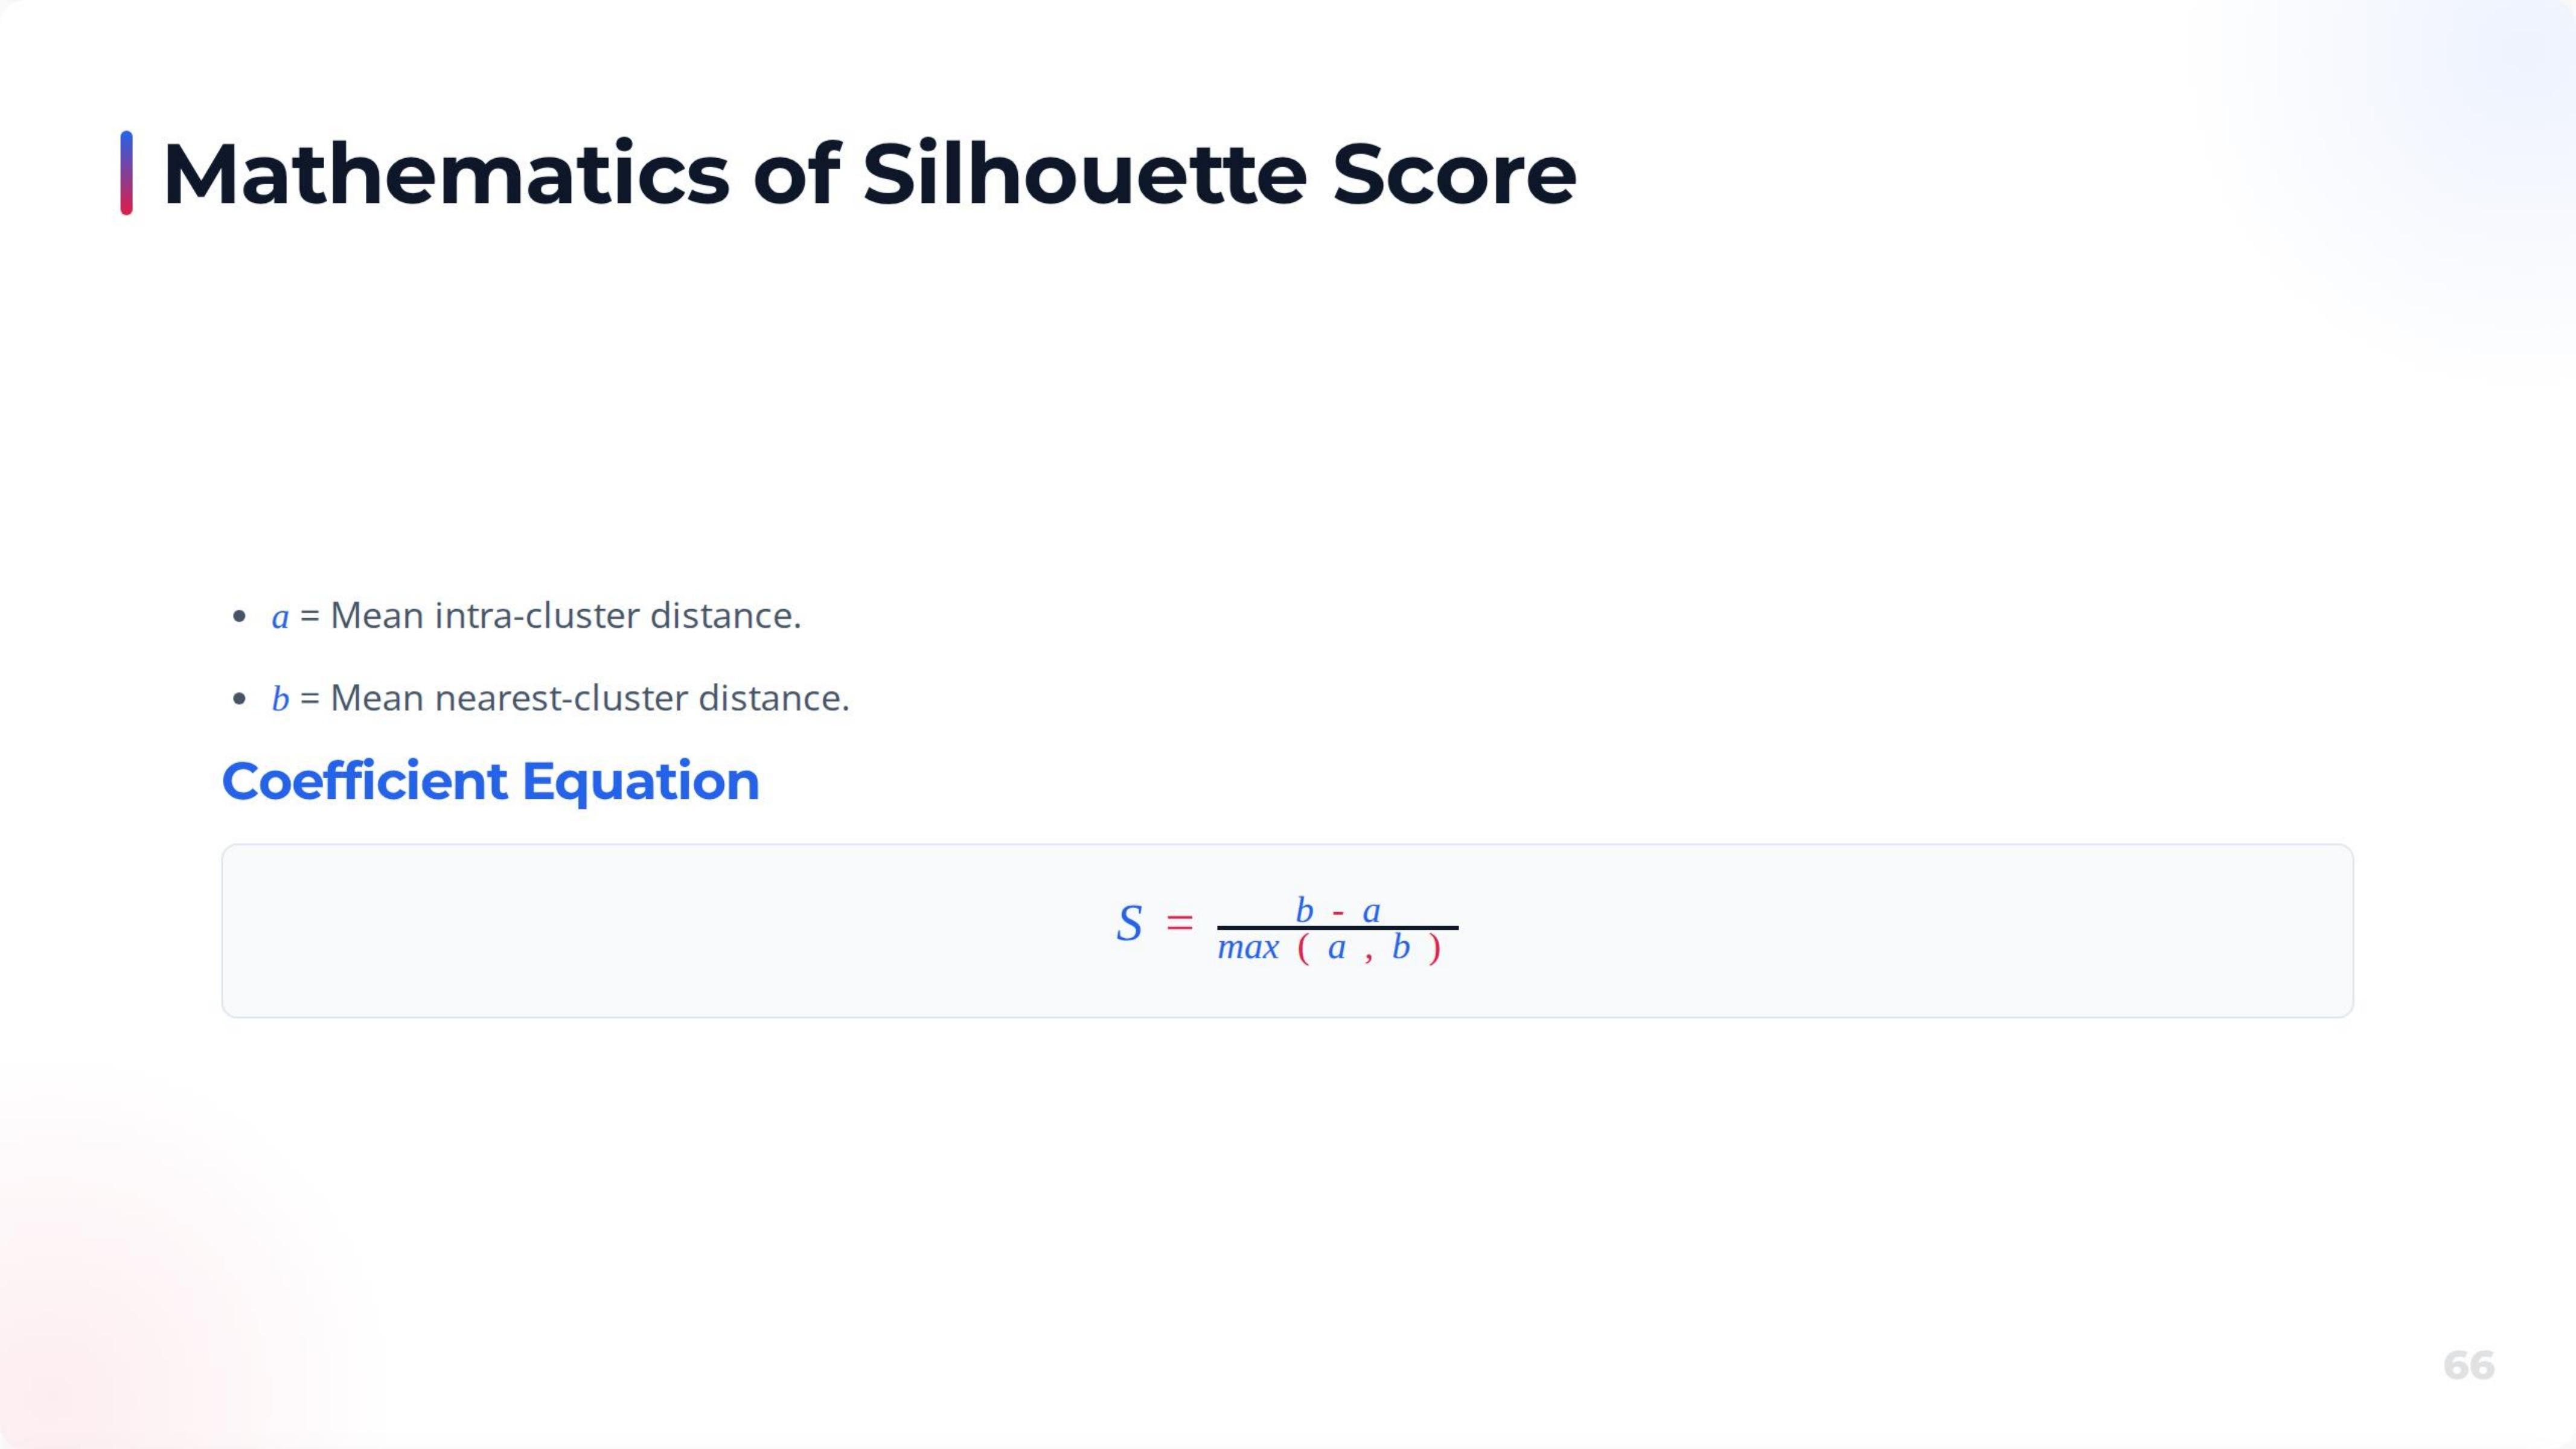 Mathematics of Silhouette Score
• a = Mean intra-cluster distance.
• b = Mean nearest-cluster distance.
Coefficient Equation
S = b - a
max ( a , b )
66